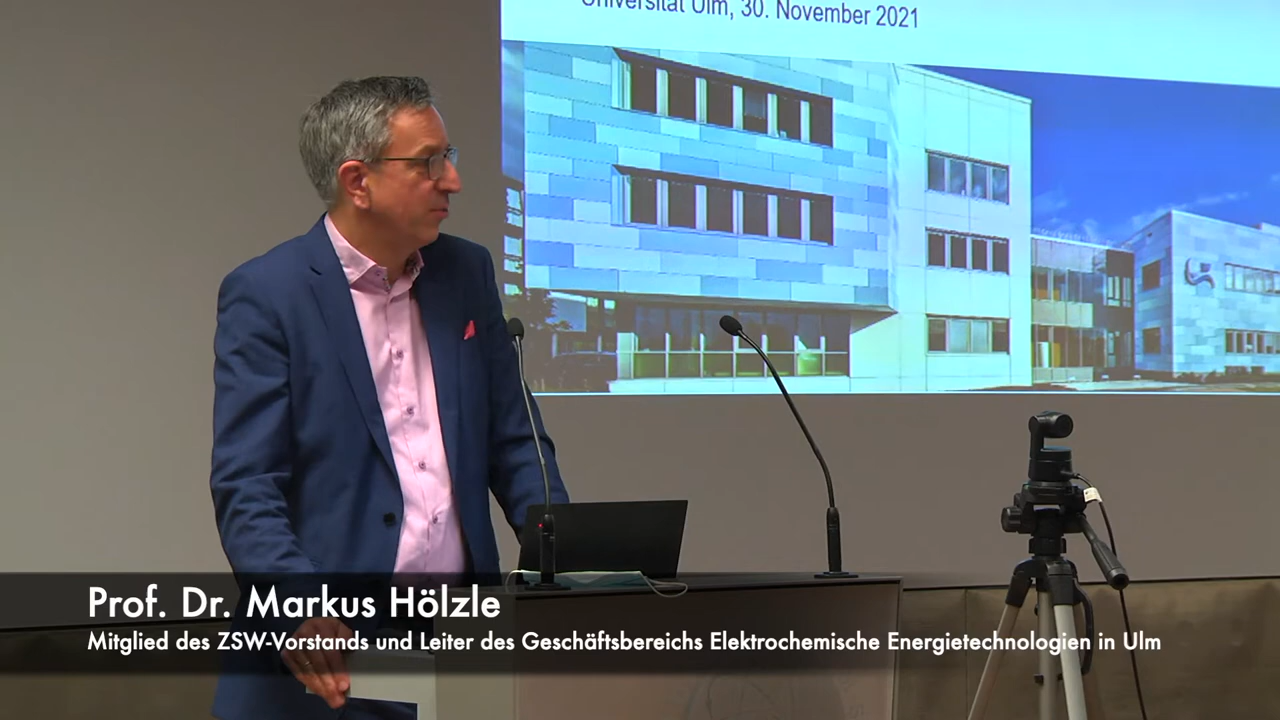 Universität Ulm, 30. November 2021
Prof. Dr. Markus Hölzle
Mitglied des ZSW-Vorstands und Leiter des Geschäftsbereichs Elektrochemische Energietechnologien in Ulm